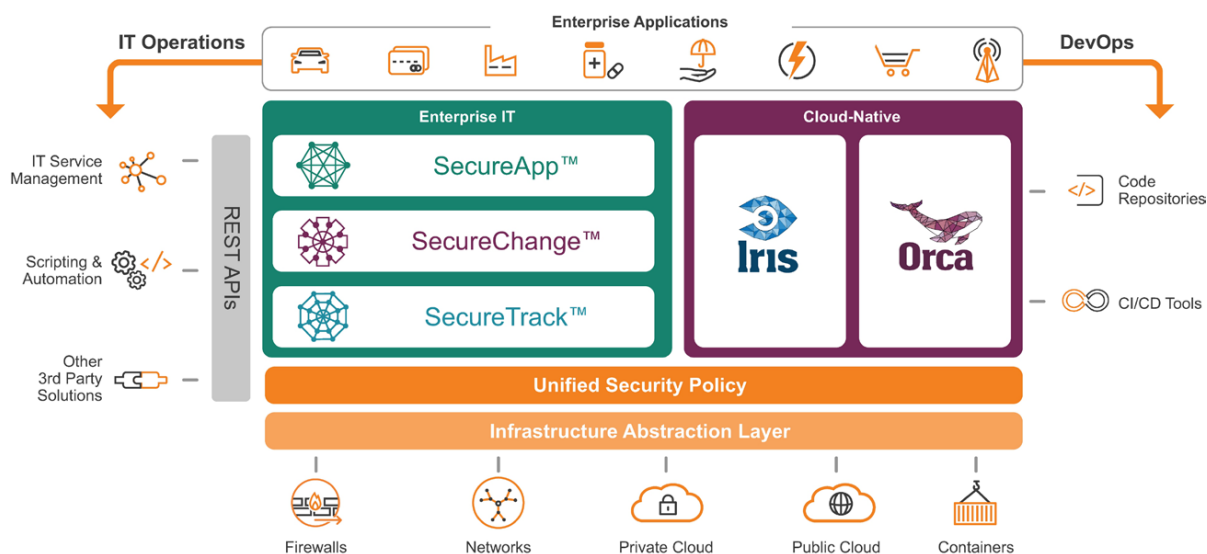 Enterprise Applications
IT Operations
DevOps
Enterprise IT
Cloud-Native
SecureApp™
SecureChange™
SecureTrack™
Iris
Orca
IT Service
Management
Scripting &
Automation
</>
Other
3rd Party
Solutions
REST APIs
</>
Code
Repositories
CI/CD Tools
Unified Security Policy
Infrastructure Abstraction Layer
Firewalls
Networks
Private Cloud
Public Cloud
Containers